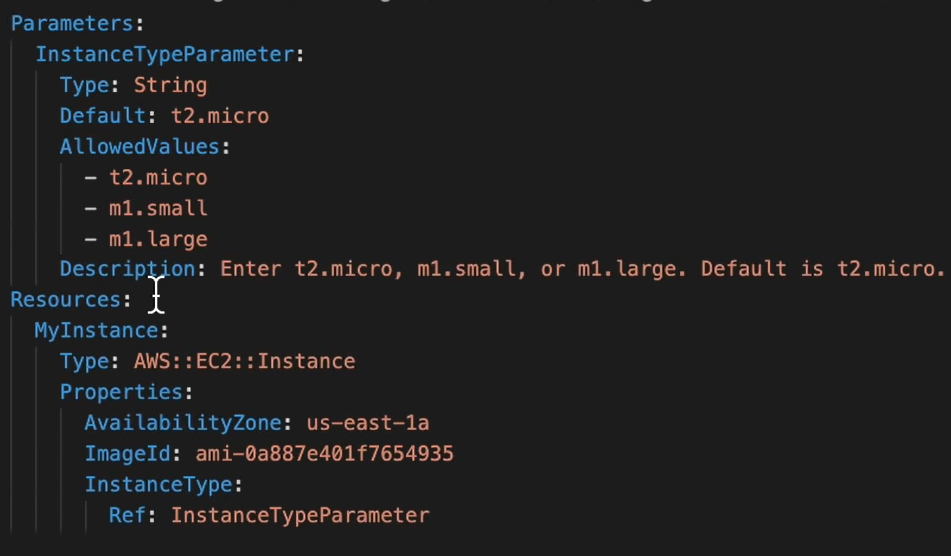 Parameters:
InstanceTypeParameter:
Type: String
Default: t2.micro
AllowedValues:
- t2.micro
- m1.small
- m1.large
Description: Enter t2.micro, m1.small, or m1.large. Default is t2.micro.
Resources:
MyInstance:
Type: AWS::EC2::Instance
Properties:
AvailabilityZone: us-east-1a
ImageId: ami-0a887e401f7654935
InstanceType:
Ref: InstanceTypeParameter